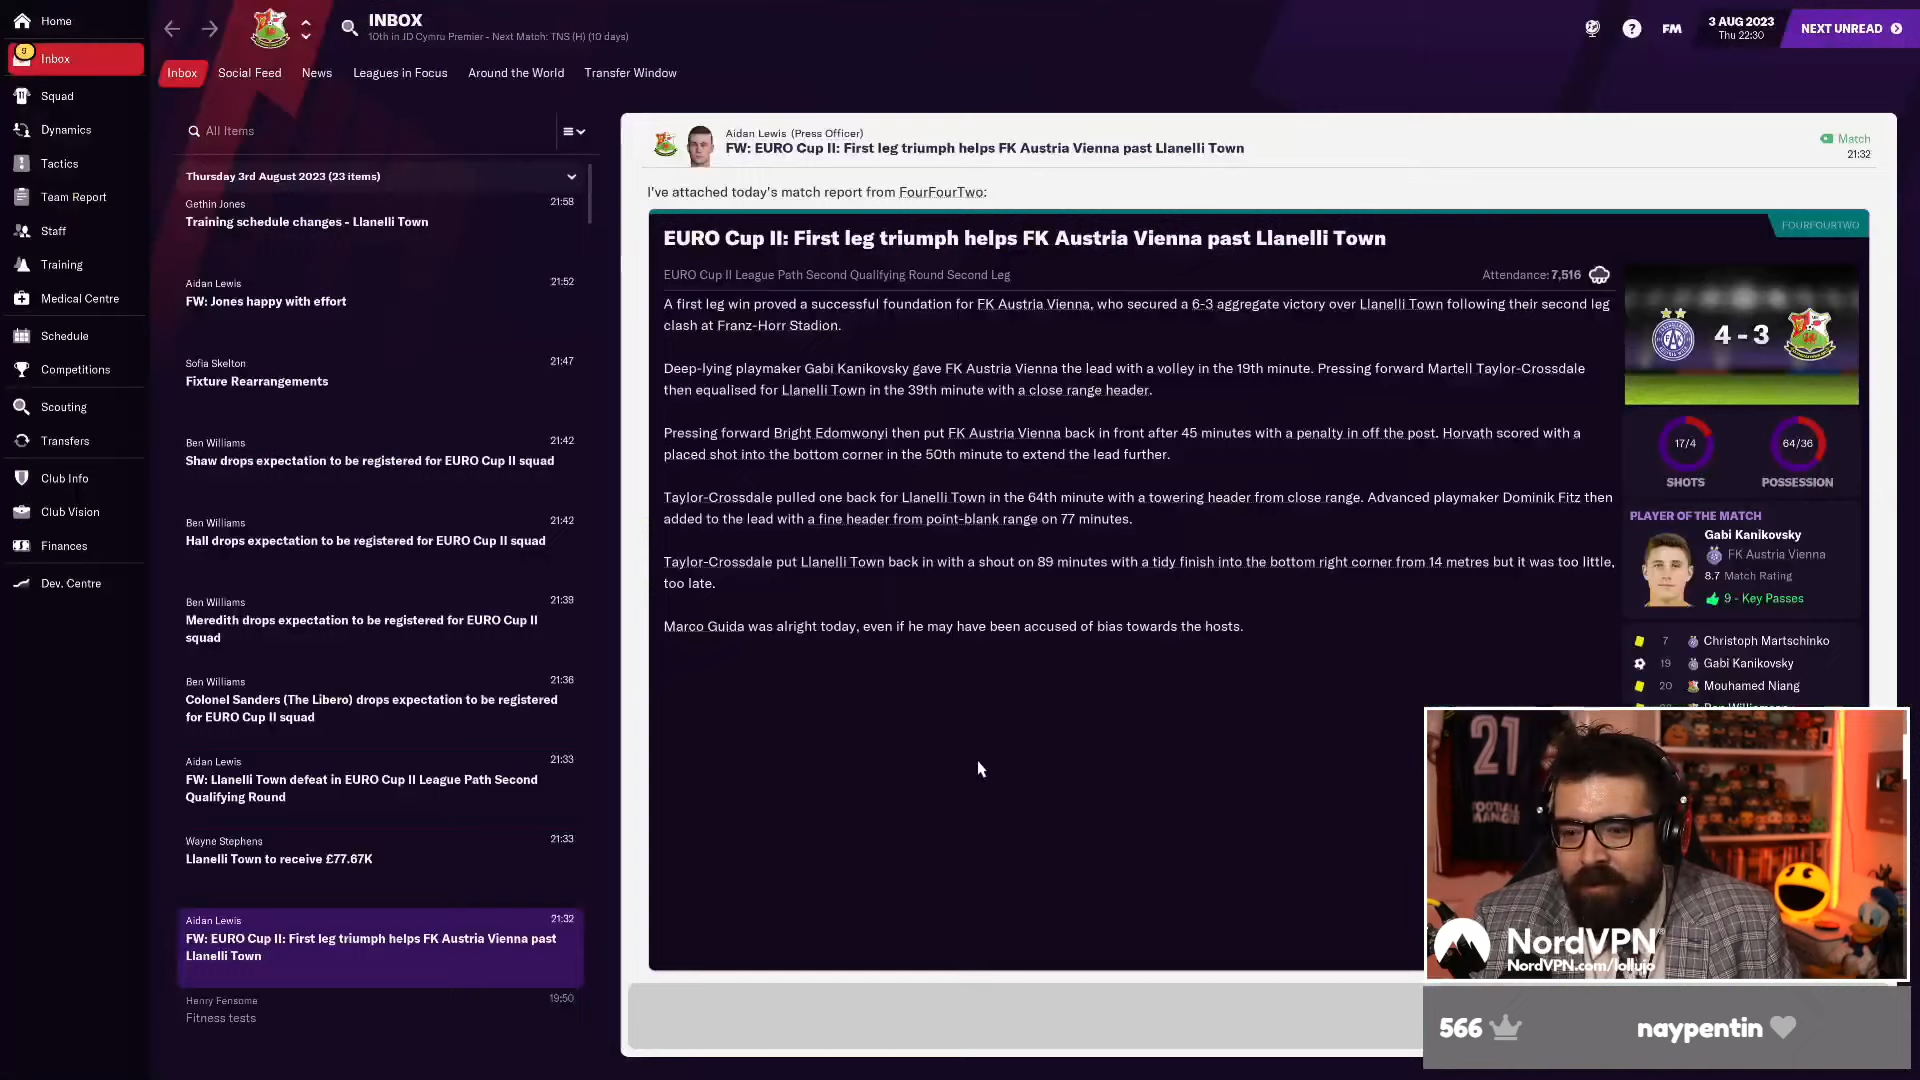 Home
Inbox
Squad
Dynamics
Tactics
Team Report
Staff
Training
Medical Centre
Schedule
Competitions
Scouting
Transfers
Club Info
Club Vision
Finances
Dev. Centre
INBOX
10th in JD Cymru Premier - Next Match: TNS (H) (10 days)
FM
3 AUG 2023
Thu 22:30
NEXT UNREAD
Inbox Social Feed News Leagues in Focus Around the World Transfer Window
All Items
Thursday 3rd August 2023 (23 items)
Gethin Jones 21:58
Training schedule changes - Llanelli Town
Aidan Lewis 21:52
FW: Jones happy with effort
Sofia Skelton 21:47
Fixture Rearrangements
Ben Williams 21:42
Shaw drops expectation to be registered for EURO Cup II squad
Ben Williams 21:42
Hall drops expectation to be registered for EURO Cup II squad
Ben Williams 21:39
Meredith drops expectation to be registered for EURO Cup II
squad
Ben Williams 21:36
Colonel Sanders (The Libero) drops expectation to be registered
for EURO Cup II squad
Aidan Lewis 21:33
FW: Llanelli Town defeat in EURO Cup II League Path Second
Qualifying Round
Wayne Stephens 21:33
Llanelli Town to receive £77.67K
Aidan Lewis 21:32
FW: EURO Cup II: First leg triumph helps FK Austria Vienna past
Llanelli Town
Henry Fensome 19:50
Fitness tests
Aidan Lewis (Press Officer)
FW: EURO Cup II: First leg triumph helps FK Austria Vienna past Llanelli Town
Match
21:32
I've attached today's match report from FourFourTwo:
FOURFOURTWO
EURO Cup II: First leg triumph helps FK Austria Vienna past Llanelli Town
EURO Cup II League Path Second Qualifying Round Second Leg
Attendance: 7,516
A first leg win proved a successful foundation for FK Austria Vienna, who secured a 6-3 aggregate victory over Llanelli Town following their second leg
clash at Franz-Horr Stadion.
Deep-lying playmaker Gabi Kanikovsky gave FK Austria Vienna the lead with a volley in the 19th minute. Pressing forward Martell Taylor-Crossdale
then equalised for Llanelli Town in the 39th minute with a close range header.
Pressing forward Bright Edomwonyi then put FK Austria Vienna back in front after 45 minutes with a penalty in off the post. Horvath scored with a
placed shot into the bottom corner in the 50th minute to extend the lead further.
Taylor-Crossdale pulled one back for Llanelli Town in the 64th minute with a towering header from close range. Advanced playmaker Dominik Fitz then
added to the lead with a fine header from point-blank range on 77 minutes.
Taylor-Crossdale put Llanelli Town back in with a shout on 89 minutes with a tidy finish into the bottom right corner from 14 metres but it was too little,
too late.
Marco Guida was alright today, even if he may have been accused of bias towards the hosts.
4 - 3
17/4
SHOTS
64/36
POSSESSION
PLAYER OF THE MATCH
Gabi Kanikovsky
FK Austria Vienna
8.7 Match Rating
9 - Key Passes
7 Christoph Martschinko
19 Gabi Kanikovsky
20 Mouhamed Niang
21
FOOTBALL
NordVPN
NordVPN.com/lollujo
566
naypentin